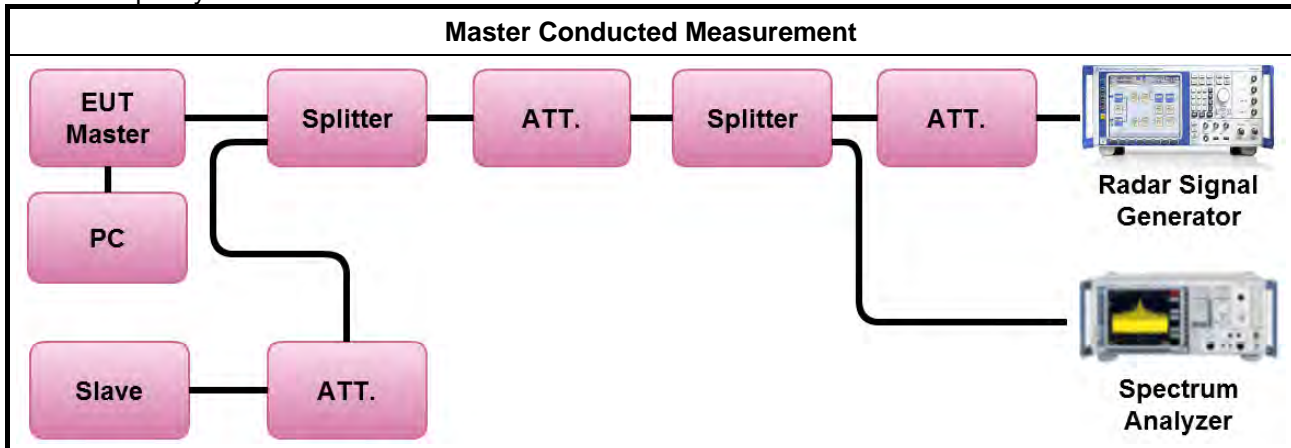 Master Conducted Measurement
EUT
Master
Splitter
ATT.
Splitter
ATT.
Radar Signal
Generator
PC
Slave
ATT.
Spectrum
Analyzer